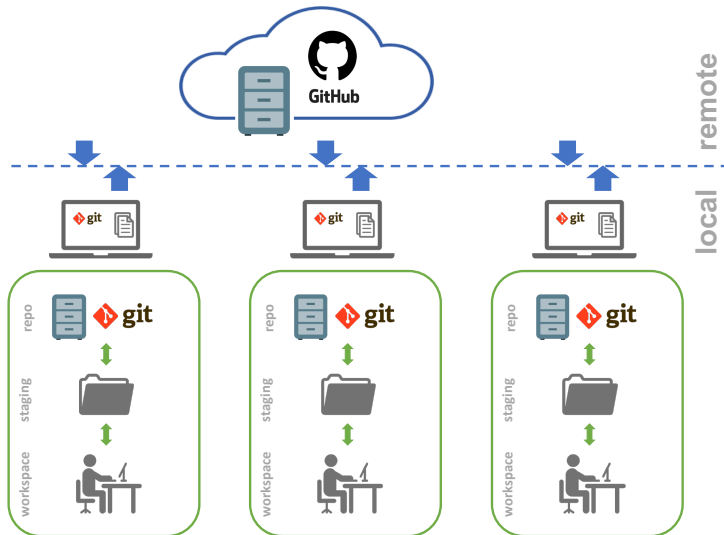 GitHub
remote
local
git
git
git
repo
git
repo
git
repo
git
staging
staging
staging
workspace
workspace
workspace